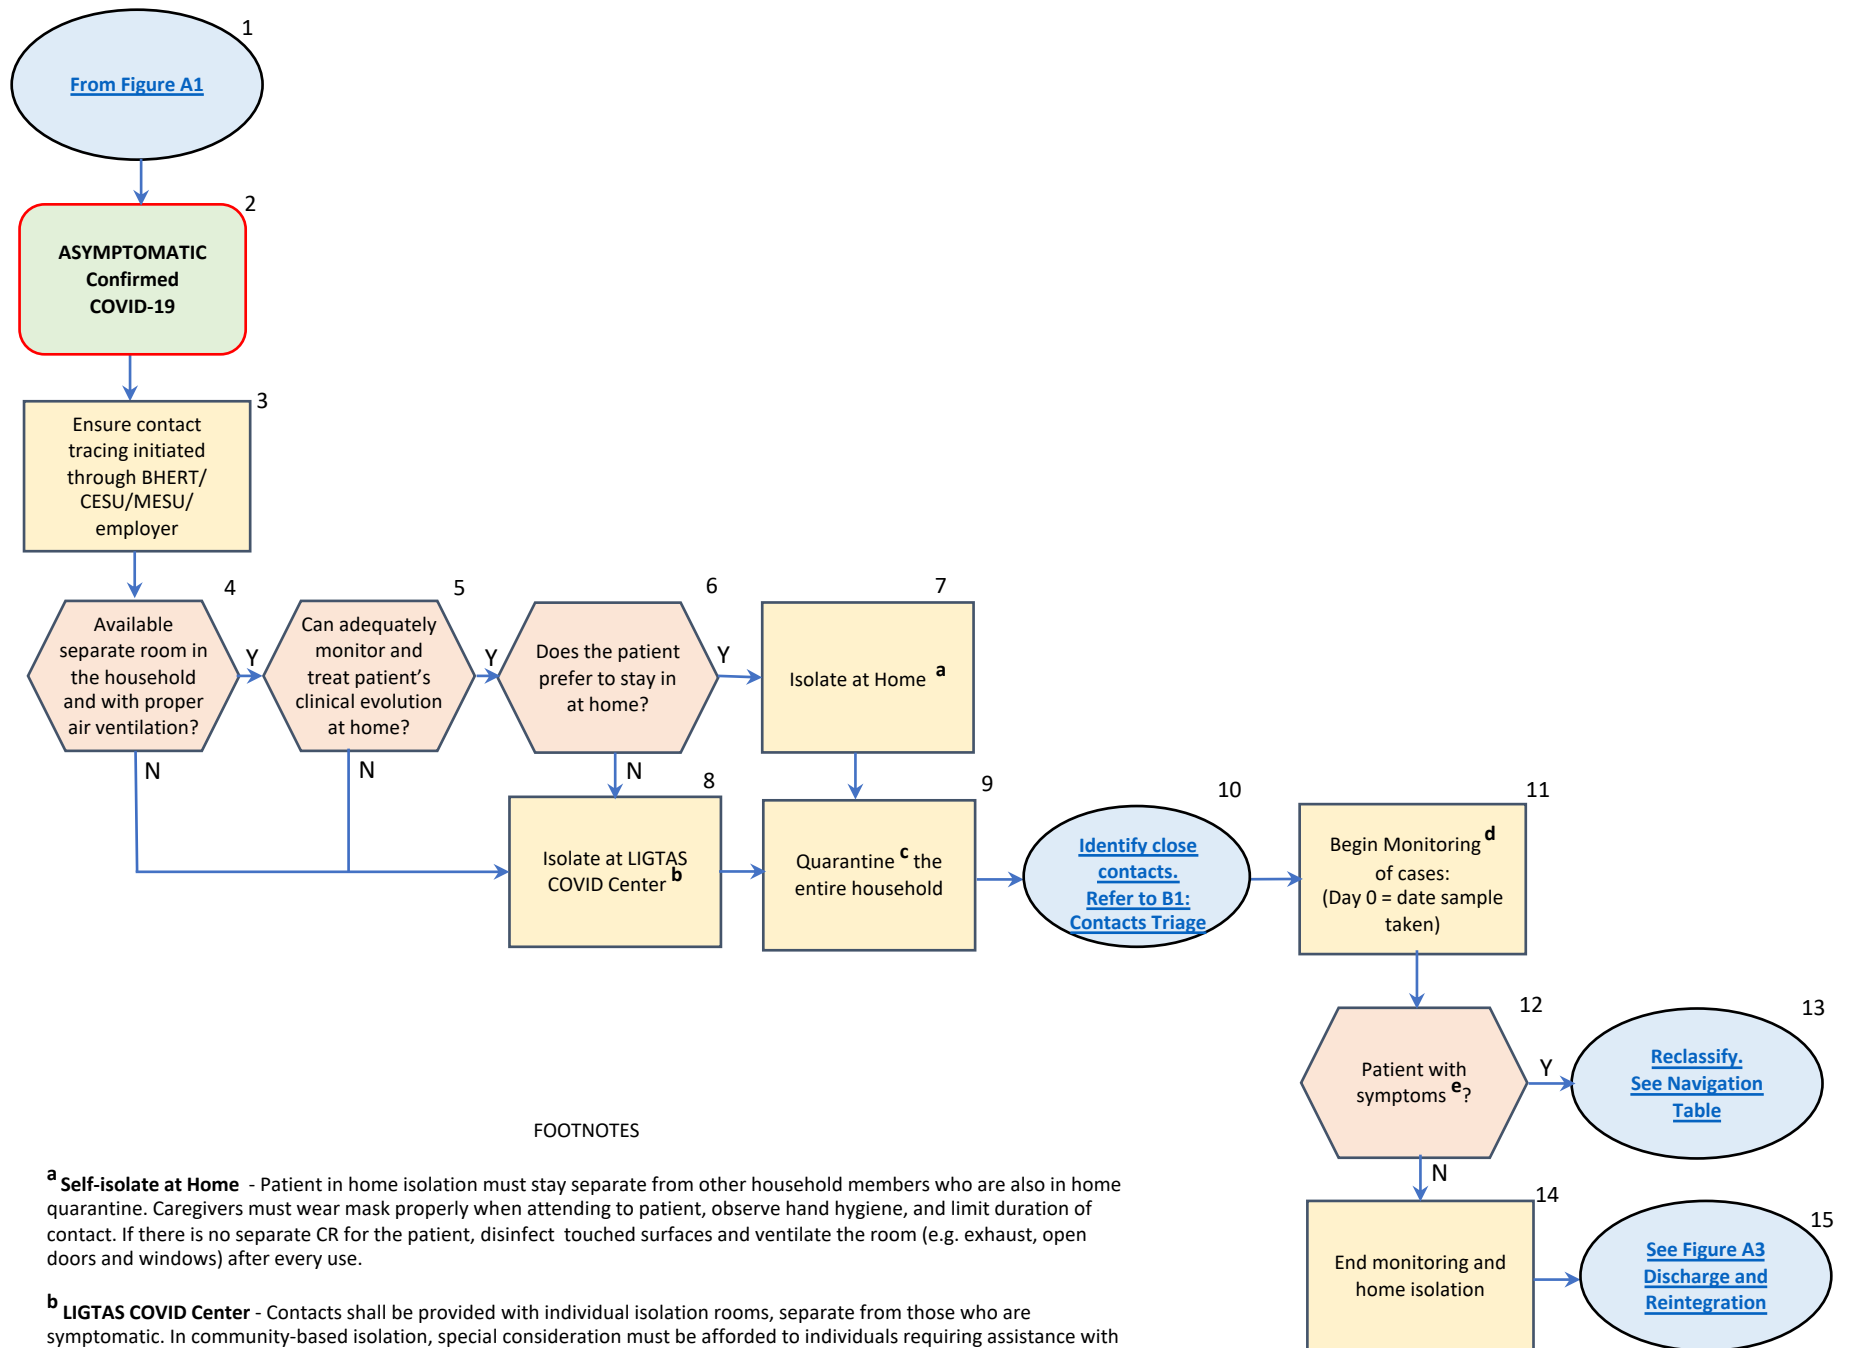 1
From Figure A1
2
ASYMPTOMATIC
Confirmed
COVID-19
3
Ensure contact
tracing initiated
through BHERT/
CESU/MESU/
employer
4
Available
separate room in
the household
and with proper
air ventilation?
Y
N
5
Can adequately
monitor and
treat patient's
clinical evolution
at home?
Y
N
6
Does the patient
prefer to stay in
at home?
Y
N
7
Isolate at Home a
8
Isolate at LIGTAS
COVID Center b
9
Quarantine c the
entire household
10
Identify close
contacts.
Refer to B1:
Contacts Triage
11
Begin Monitoring d
of cases:
(Day 0 = date sample
taken)
12
Patient with
symptoms e?
Y
N
13
Reclassify.
See Navigation
Table
14
End monitoring and
home isolation
15
See Figure A3
Discharge and
Reintegration
FOOTNOTES
a Self-isolate at Home - Patient in home isolation must stay separate from other household members who are also in home
quarantine. Caregivers must wear mask properly when attending to patient, observe hand hygiene, and limit duration of
contact. If there is no separate CR for the patient, disinfect touched surfaces and ventilate the room (e.g. exhaust, open
doors and windows) after every use.
b LIGTAS COVID Center - Contacts shall be provided with individual isolation rooms, separate from those who are
symptomatic. In community-based isolation, special consideration must be afforded to individuals requiring assistance with